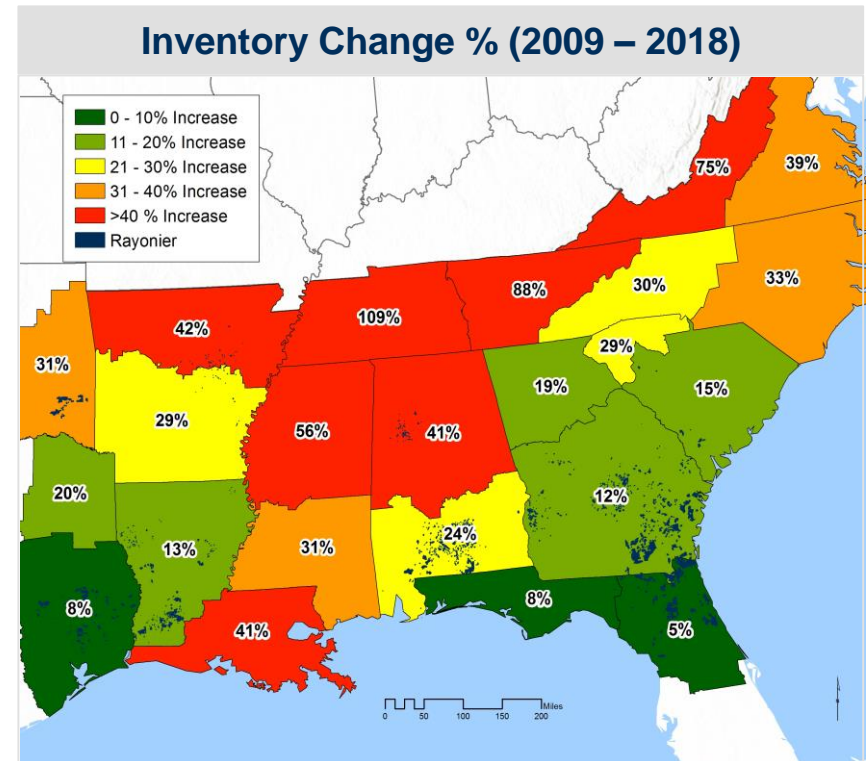 Inventory Change % (2009 – 2018)
0 - 10% Increase
11 - 20% Increase
21 - 30% Increase
31 - 40% Increase
>40 % Increase
Rayonier
75%
39%
88%
30%
33%
42%
109%
31%
29%
19%
15%
29%
56%
41%
20%
12%
13%
31%
24%
8%
8%
41%
5%
Miles
0 50 100 150 200